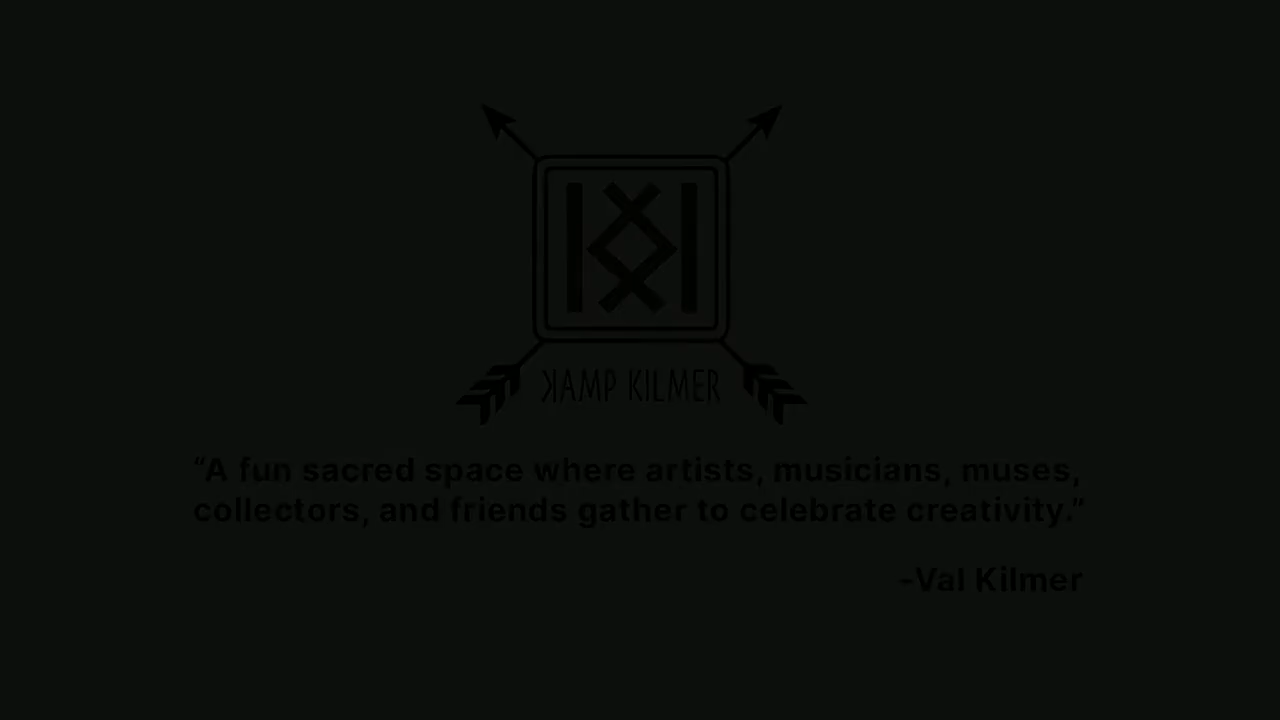 KAMP KILMER
“A fun sacred space where artists, musicians, muses,
collectors, and friends gather to celebrate creativity.”
-Val Kilmer